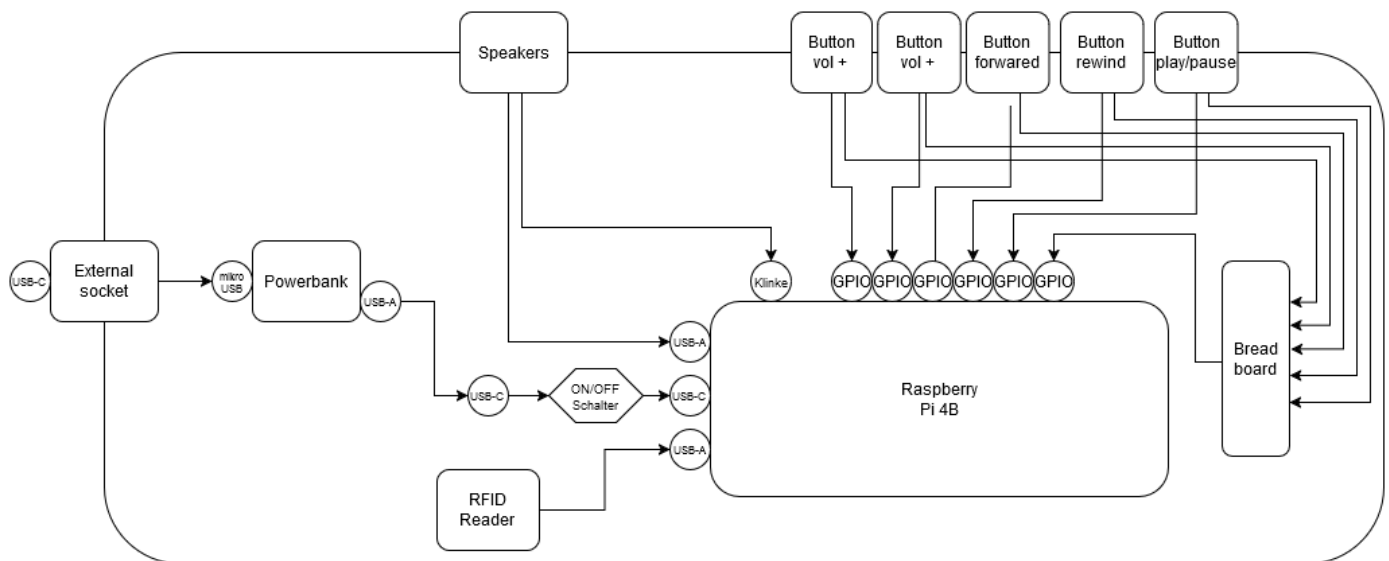 Speakers
Button
vol +
Button
vol +
Button
forwared
Button
rewind
Button
play/pause
USB-C
External
socket
mikro
USB
Powerbank
USB-A
Klinke
GPIO
GPIO
GPIO
GPIO
GPIO
GPIO
USB-A
USB-C
ON/OFF
Schalter
USB-C
USB-A
Raspberry
Pi 4B
Bread
board
RFID
Reader